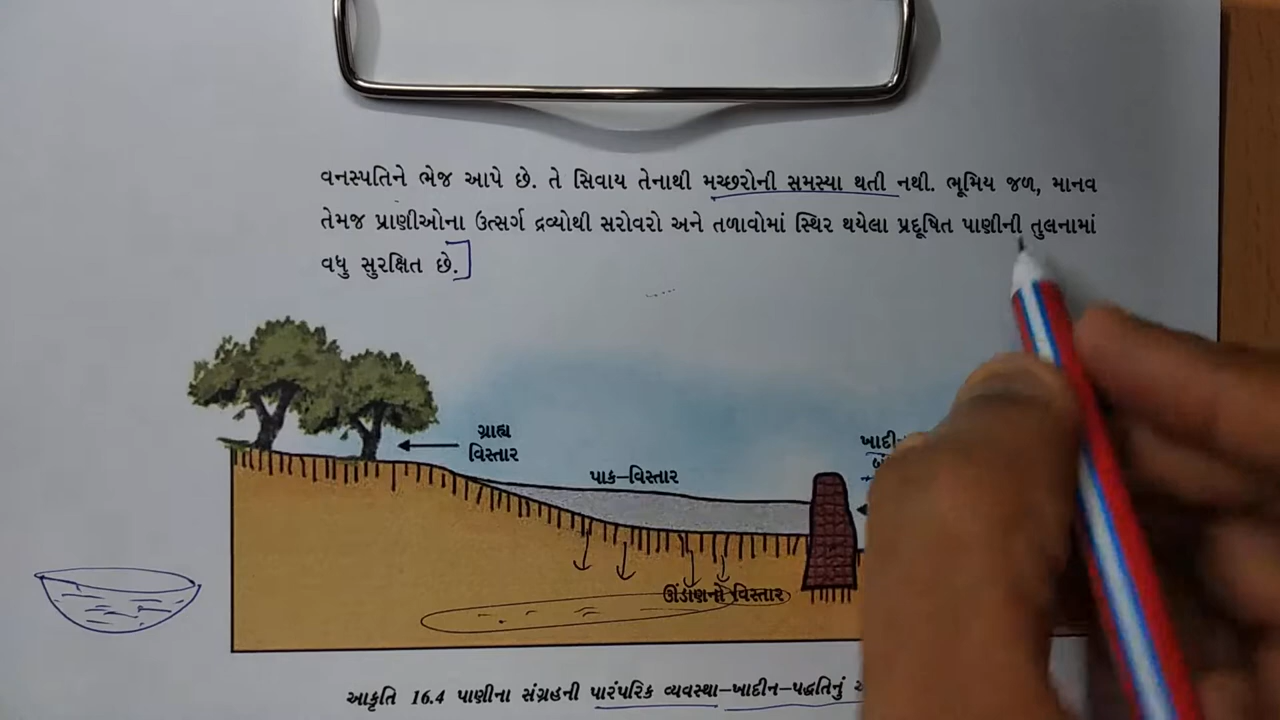 વનસ્પતિને ભેજ આપે છે. તે સિવાય તેનાથી મચ્છરોની સમસ્યા થતી નથી. ભૂમિય જળ, માનવ
તેમજ પ્રાણીઓના ઉત્સર્ગ દ્રવ્યોથી સરોવરો અને તળાવોમાં સ્થિર થયેલા પ્રદૂષિત પાણીની તુલનામાં
વધુ સુરક્ષિત છે.]
ગ્રાહ્ય
વિસ્તાર
પાક–વિસ્તાર
ઊંડાણનો વિસ્તાર
આકૃતિ 16.4 પાણીના સંગ્રહની પારંપરિક વ્યવસ્થા–ખાદીન–પદ્ધતિનું